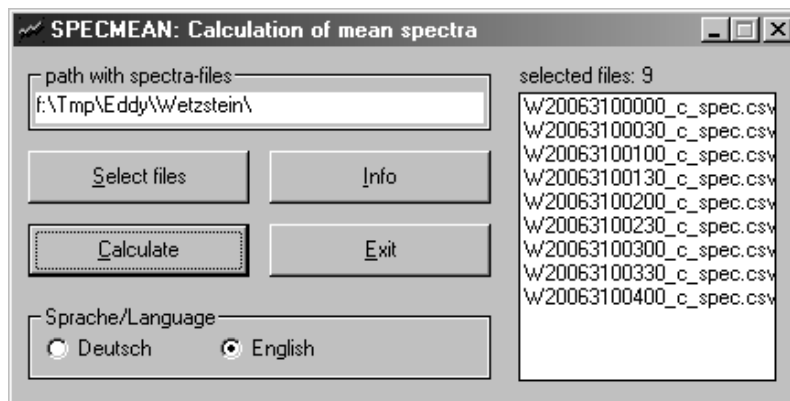 SPECMEAN: Calculation of mean spectra
path with spectra-files
f:\Tmp\Eddy\Wetzstein\
Select files
Info
Calculate
Exit
Sprache/Language
Deutsch
English
selected files: 9
W20063100000_c_spec.csv
W20063100030_c_spec.csv
W20063100100_c_spec.csv
W20063100130_c_spec.csv
W20063100200_c_spec.csv
W20063100230_c_spec.csv
W20063100300_c_spec.csv
W20063100330_c_spec.csv
W20063100400_c_spec.csv